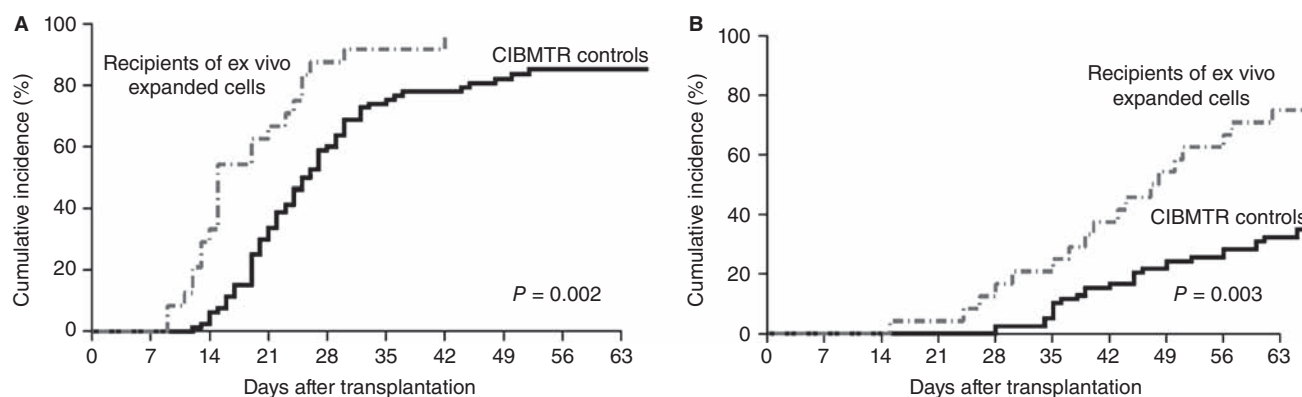 A
100
80
60
40
20
0
Cumulative incidence (%)
Recipients of ex vivo
expanded cells
CIBMTR controls
P = 0.002
0 7 14 21 28 35 42 49 56 63
Days after transplantation
B
100
80
60
40
20
0
Cumulative incidence (%)
Recipients of ex vivo
expanded cells
CIBMTR controls
P = 0.003
0 7 14 21 28 35 42 49 56 63
Days after transplantation